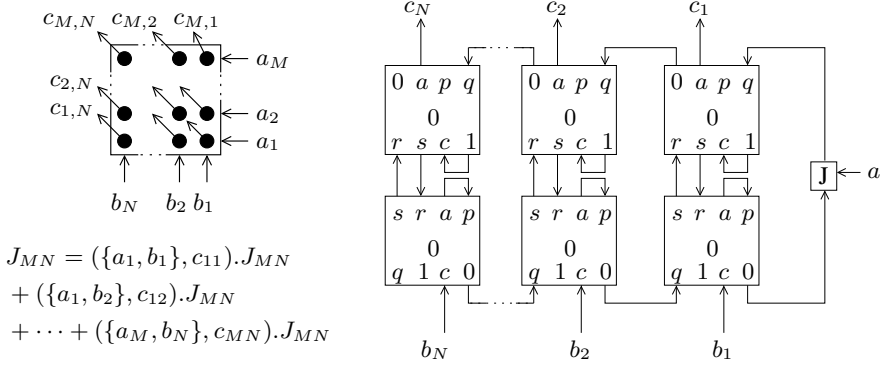 c_{M,N} c_{M,2} c_{M,1}
a_M
c_{2,N}
c_{1,N}
a_2
a_1
b_N b_2 b_1
J_{MN} = ({a_1, b_1}, c_{11}).J_{MN}
+ ({a_1, b_2}, c_{12}).J_{MN}
+ ··· + ({a_M, b_N}, c_{MN}).J_{MN}
c_N c_2 c_1
0 a p q 0 a p q 0 a p q
0 0 0
r s c 1 r s c 1 r s c 1
J a
s r a p s r a p s r a p
0 0 0
q 1 c 0 q 1 c 0 q 1 c 0
b_N b_2 b_1